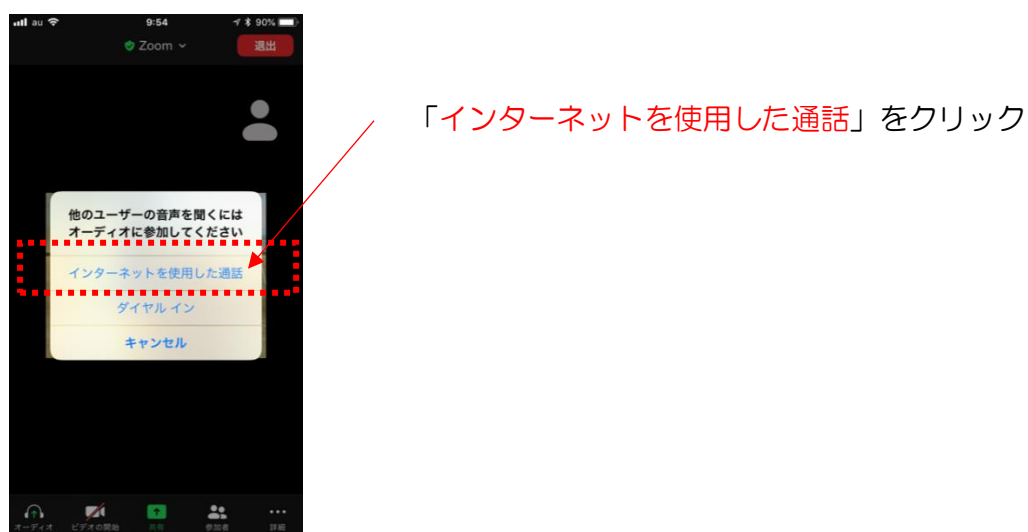 au 9:54 90%
Zoom 退出
「インターネットを使用した通話」をクリック
他のユーザーの音声を聞くには
オーディオに参加してください
インターネットを使用した通話
ダイヤル イン
キャンセル
オーディオ ビデオの開始 共有 参加者 詳細